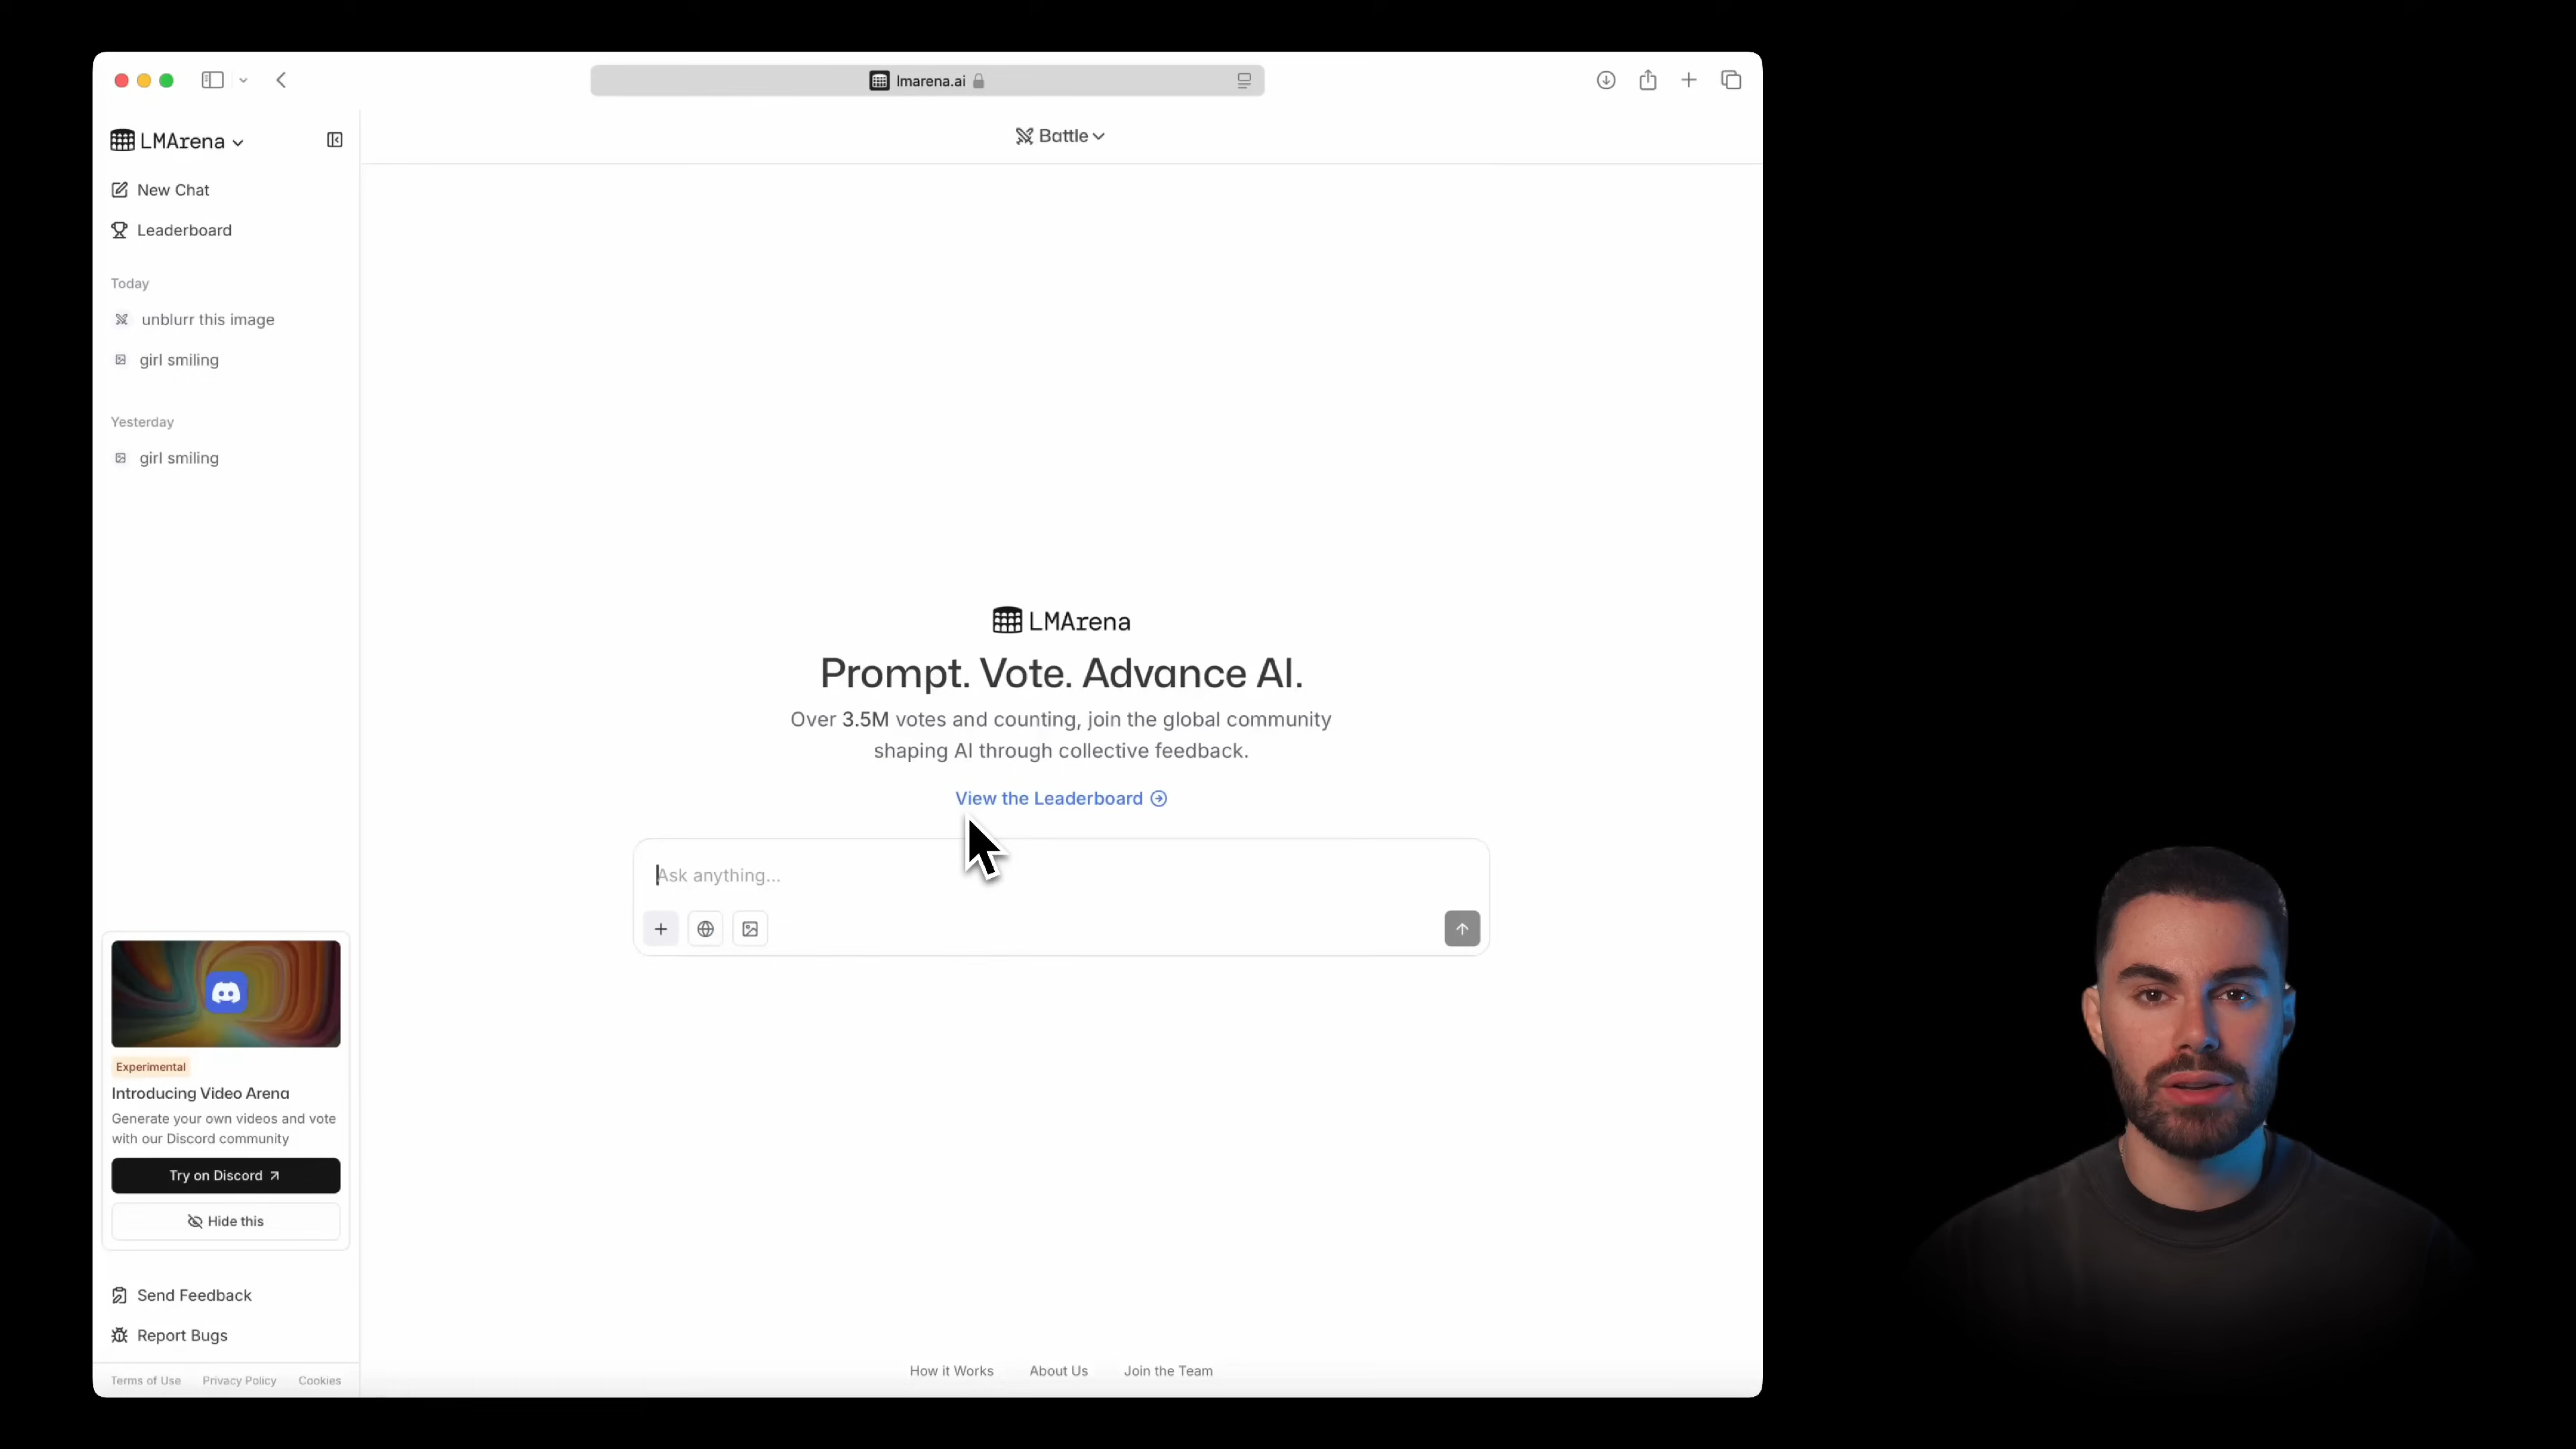 lmarena.ai
LMArena
New Chat
Leaderboard
Today
unblurr this image
girl smiling
Yesterday
girl smiling
Experimental
Introducing Video Arena
Generate your own videos and vote
with our Discord community
Try on Discord
Hide this
Send Feedback
Report Bugs
Terms of Use Privacy Policy Cookies
Battle
LMArena
Prompt. Vote. Advance AI.
Over 3.5M votes and counting, join the global community
shaping AI through collective feedback.
View the Leaderboard
Ask anything...
How it Works About Us Join the Team